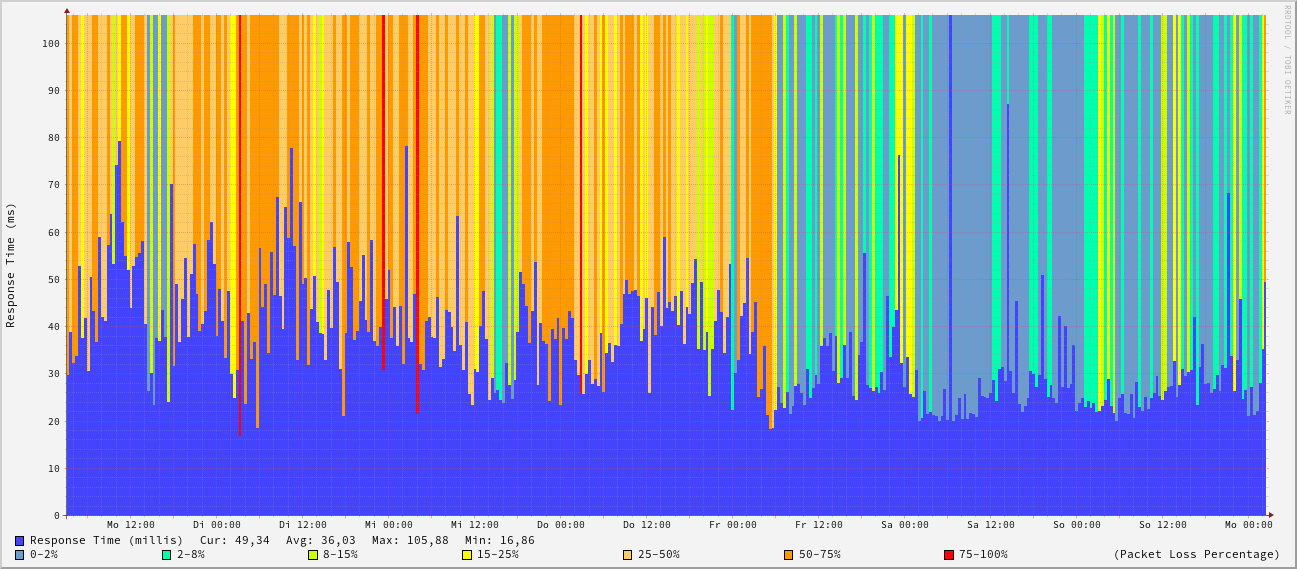 RRDTOOL / TOBI OETIKER
Response Time (ms)
100
90
80
70
60
50
40
30
20
10
0
Mo 12:00 Di 00:00 Di 12:00 Mi 00:00 Mi 12:00 Do 00:00 Do 12:00 Fr 00:00 Fr 12:00 Sa 00:00 Sa 12:00 So 00:00 So 12:00 Mo 00:00
Response Time (millis) Cur: 49,34 Avg: 36,03 Max: 105,88 Min: 16,86
0-2% 2-8% 8-15% 15-25% 25-50% 50-75% 75-100% (Packet Loss Percentage)